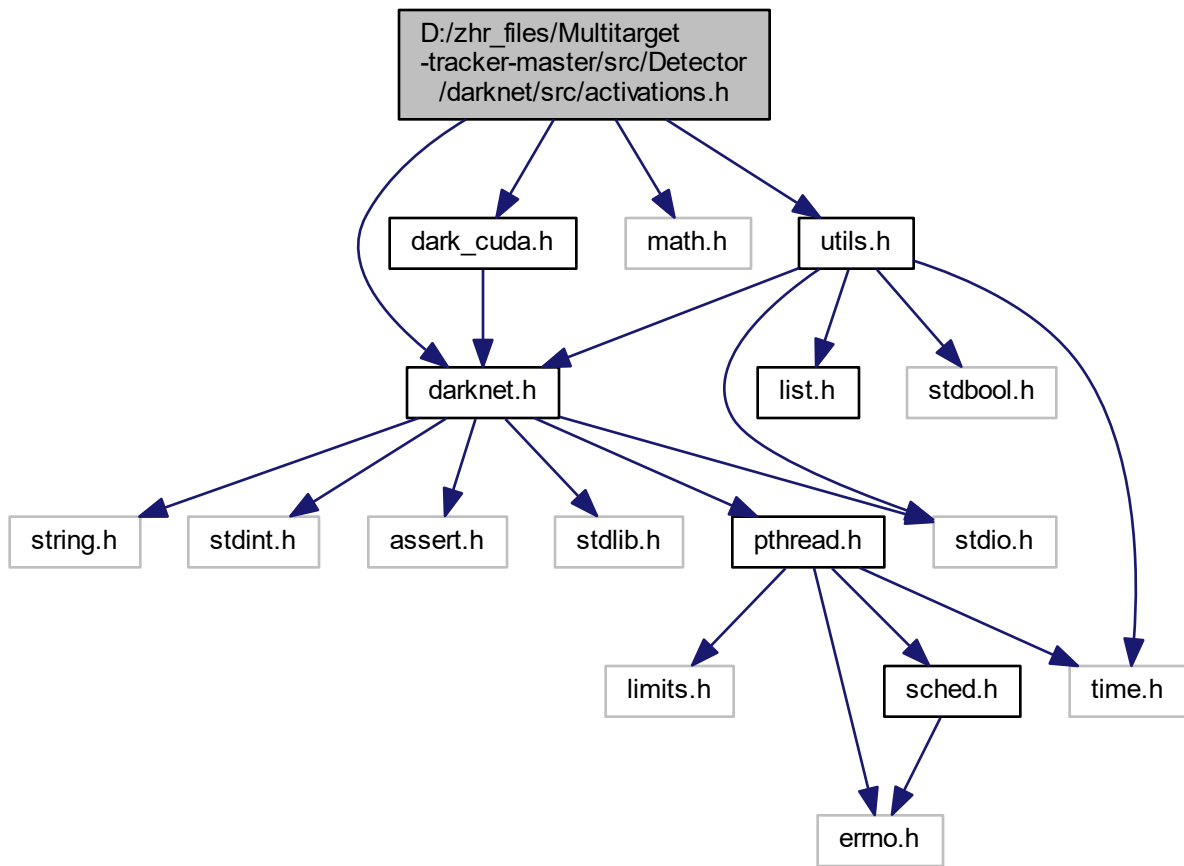 D:/zhr_files/Multitarget
-tracker-master/src/Detector
/darknet/src/activations.h
dark_cuda.h
math.h
utils.h
darknet.h
list.h
stdbool.h
string.h
stdint.h
assert.h
stdlib.h
pthread.h
stdio.h
limits.h
sched.h
time.h
errno.h